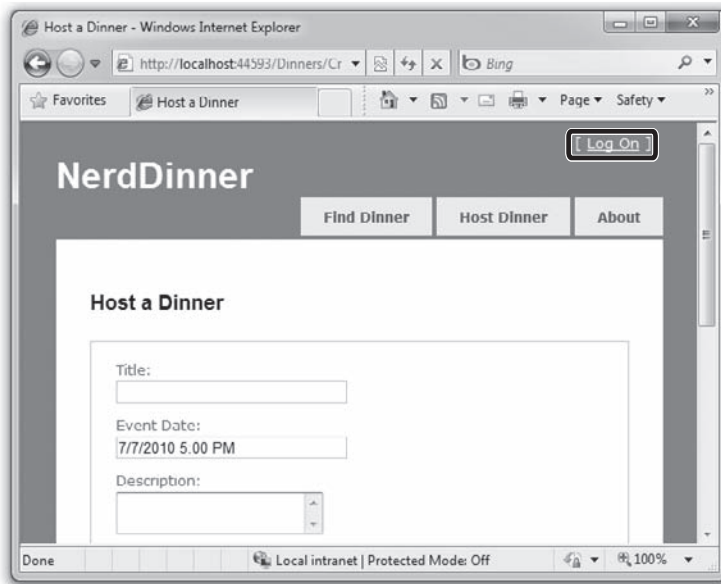 Host a Dinner - Windows Internet Explorer
http://localhost:44593/Dinners/Cr
Bing
Favorites
Host a Dinner
Page
Safety
»
[ Log On ]
NerdDinner
Find Dinner
Host Dinner
About
Host a Dinner
Title:
Event Date:
7/7/2010 5.00 PM
Description:
Done
Local intranet | Protected Mode: Off
100%